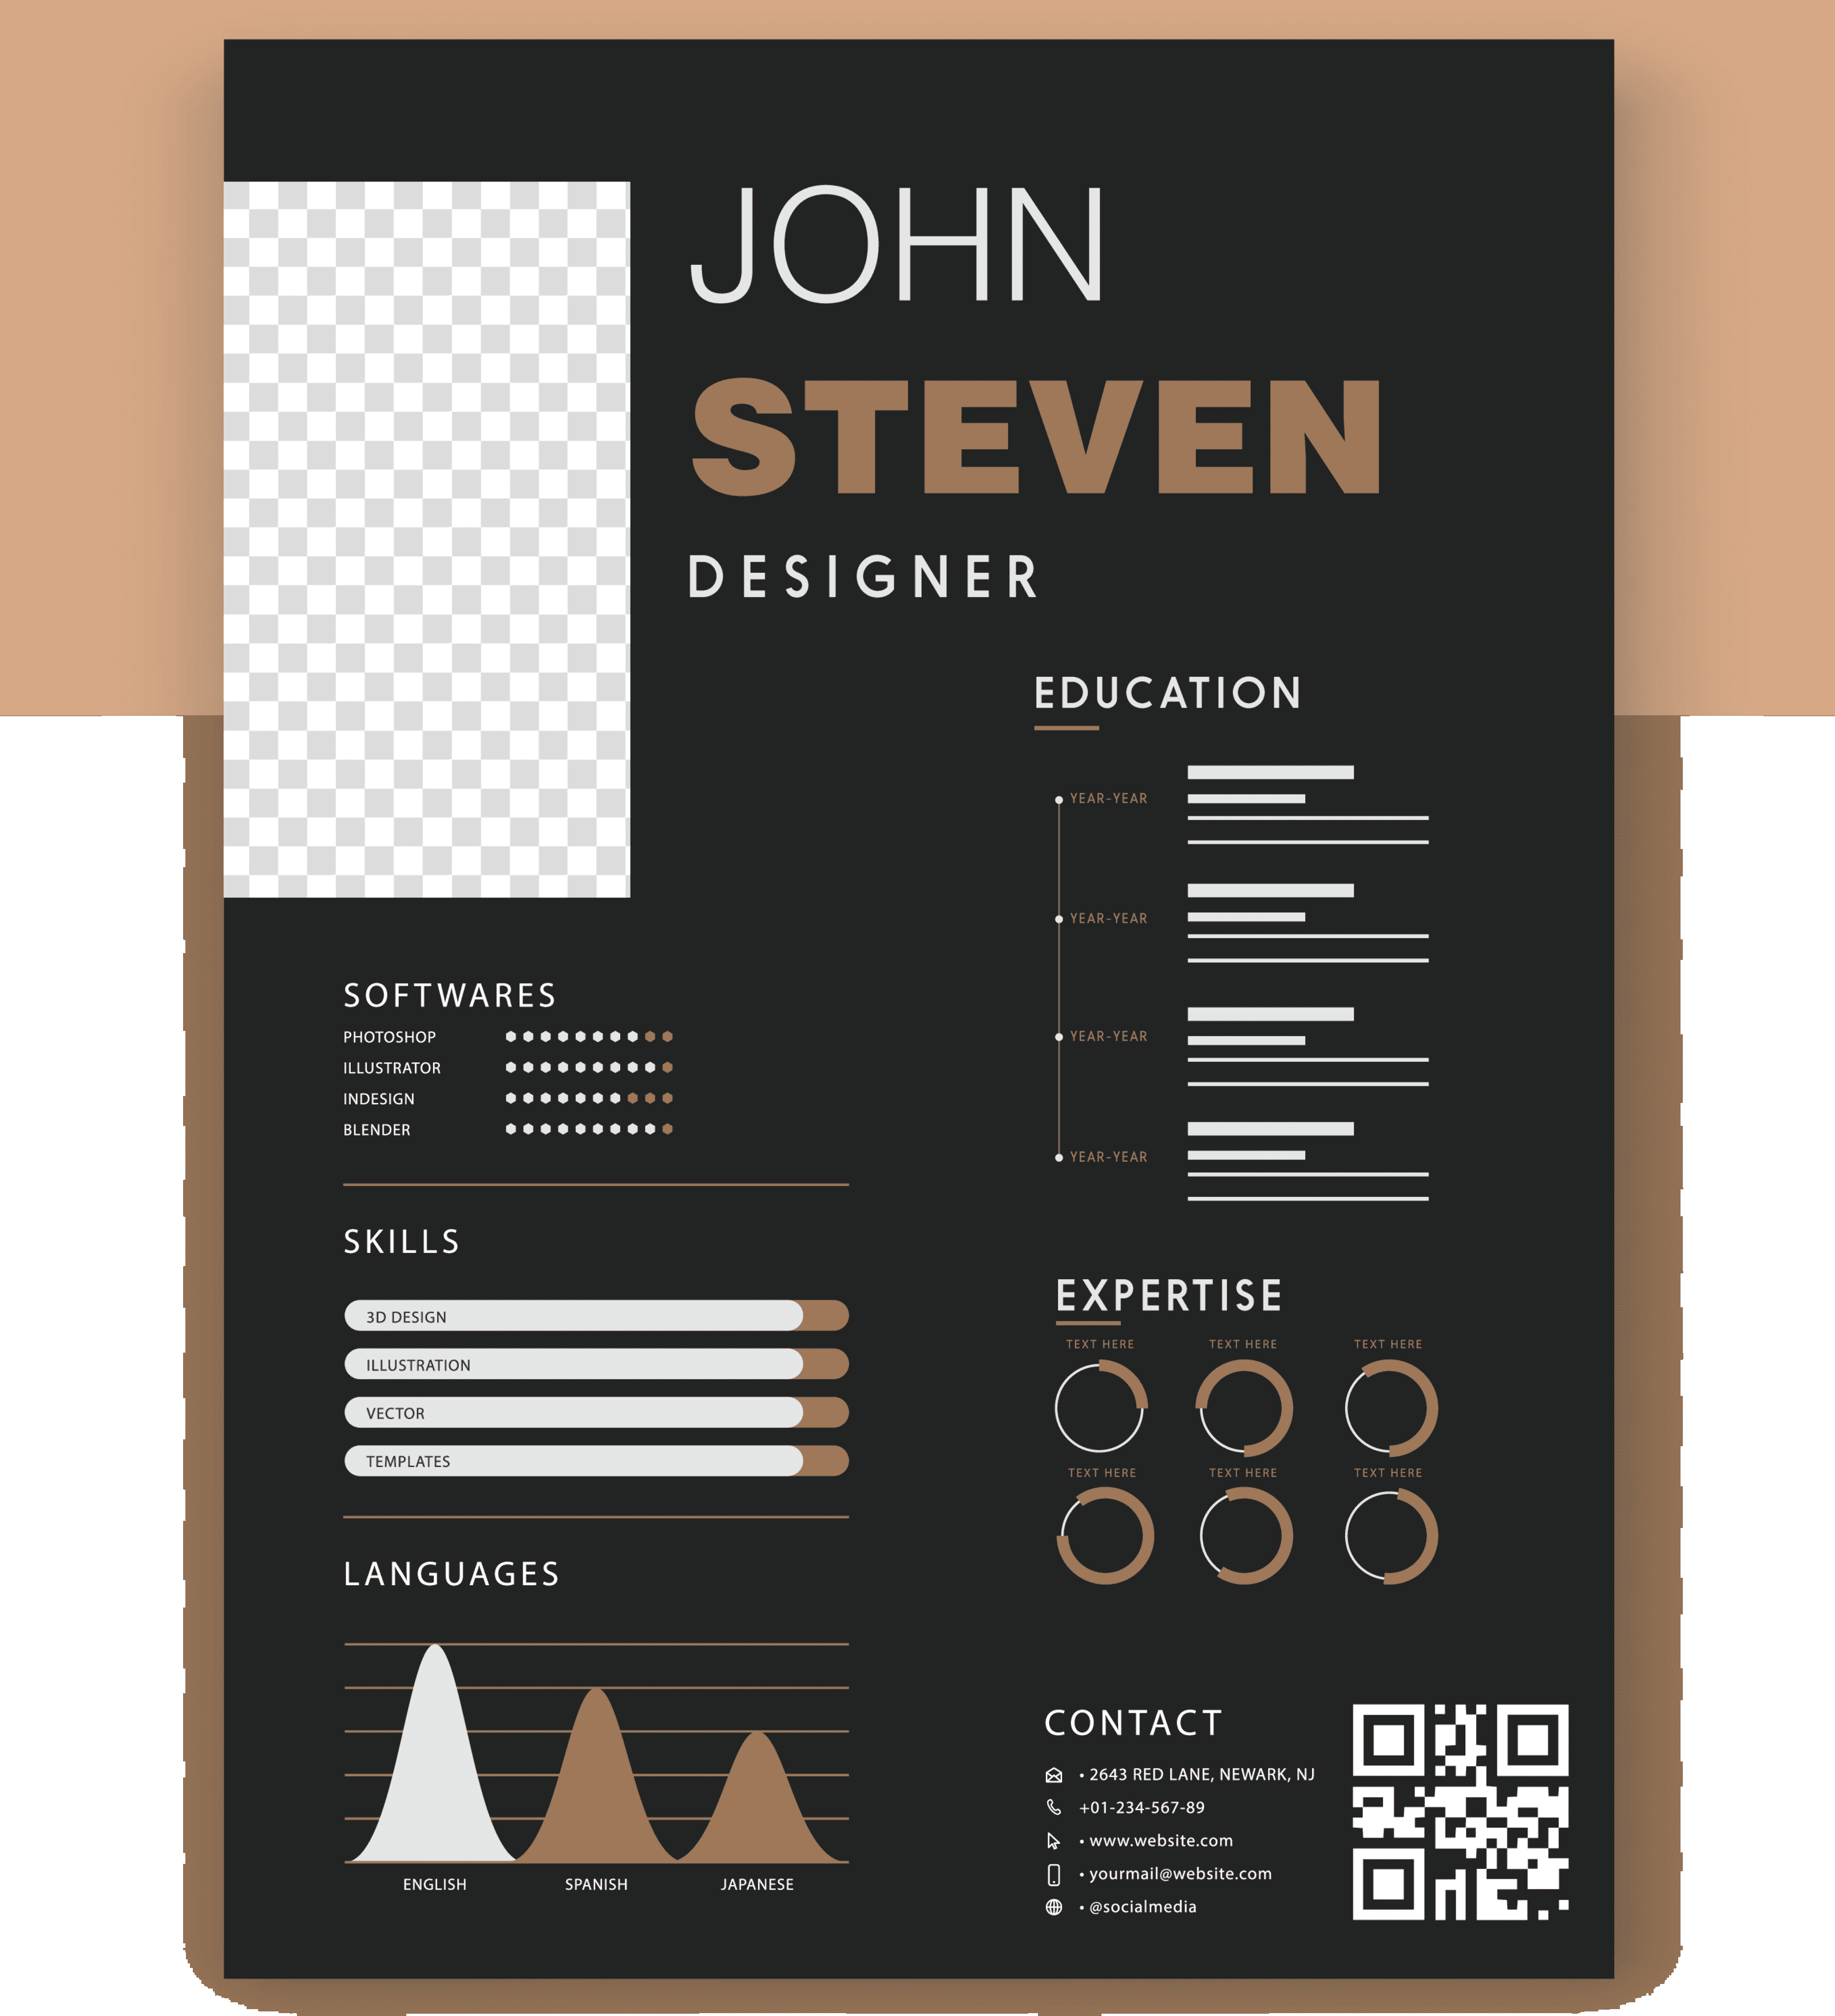 JOHN
STEVEN
DESIGNER
EDUCATION
YEAR-YEAR
YEAR-YEAR
YEAR-YEAR
YEAR-YEAR
SOFTWARES
PHOTOSHOP
ILLUSTRATOR
INDESIGN
BLENDER
SKILLS
3D DESIGN
ILLUSTRATION
VECTOR
TEMPLATES
LANGUAGES
ENGLISH SPANISH JAPANESE
EXPERTISE
TEXT HERE TEXT HERE TEXT HERE
TEXT HERE TEXT HERE TEXT HERE
CONTACT
• 2643 RED LANE, NEWARK, NJ
+01-234-567-89
• www.website.com
• yourmail@website.com
• @socialmedia